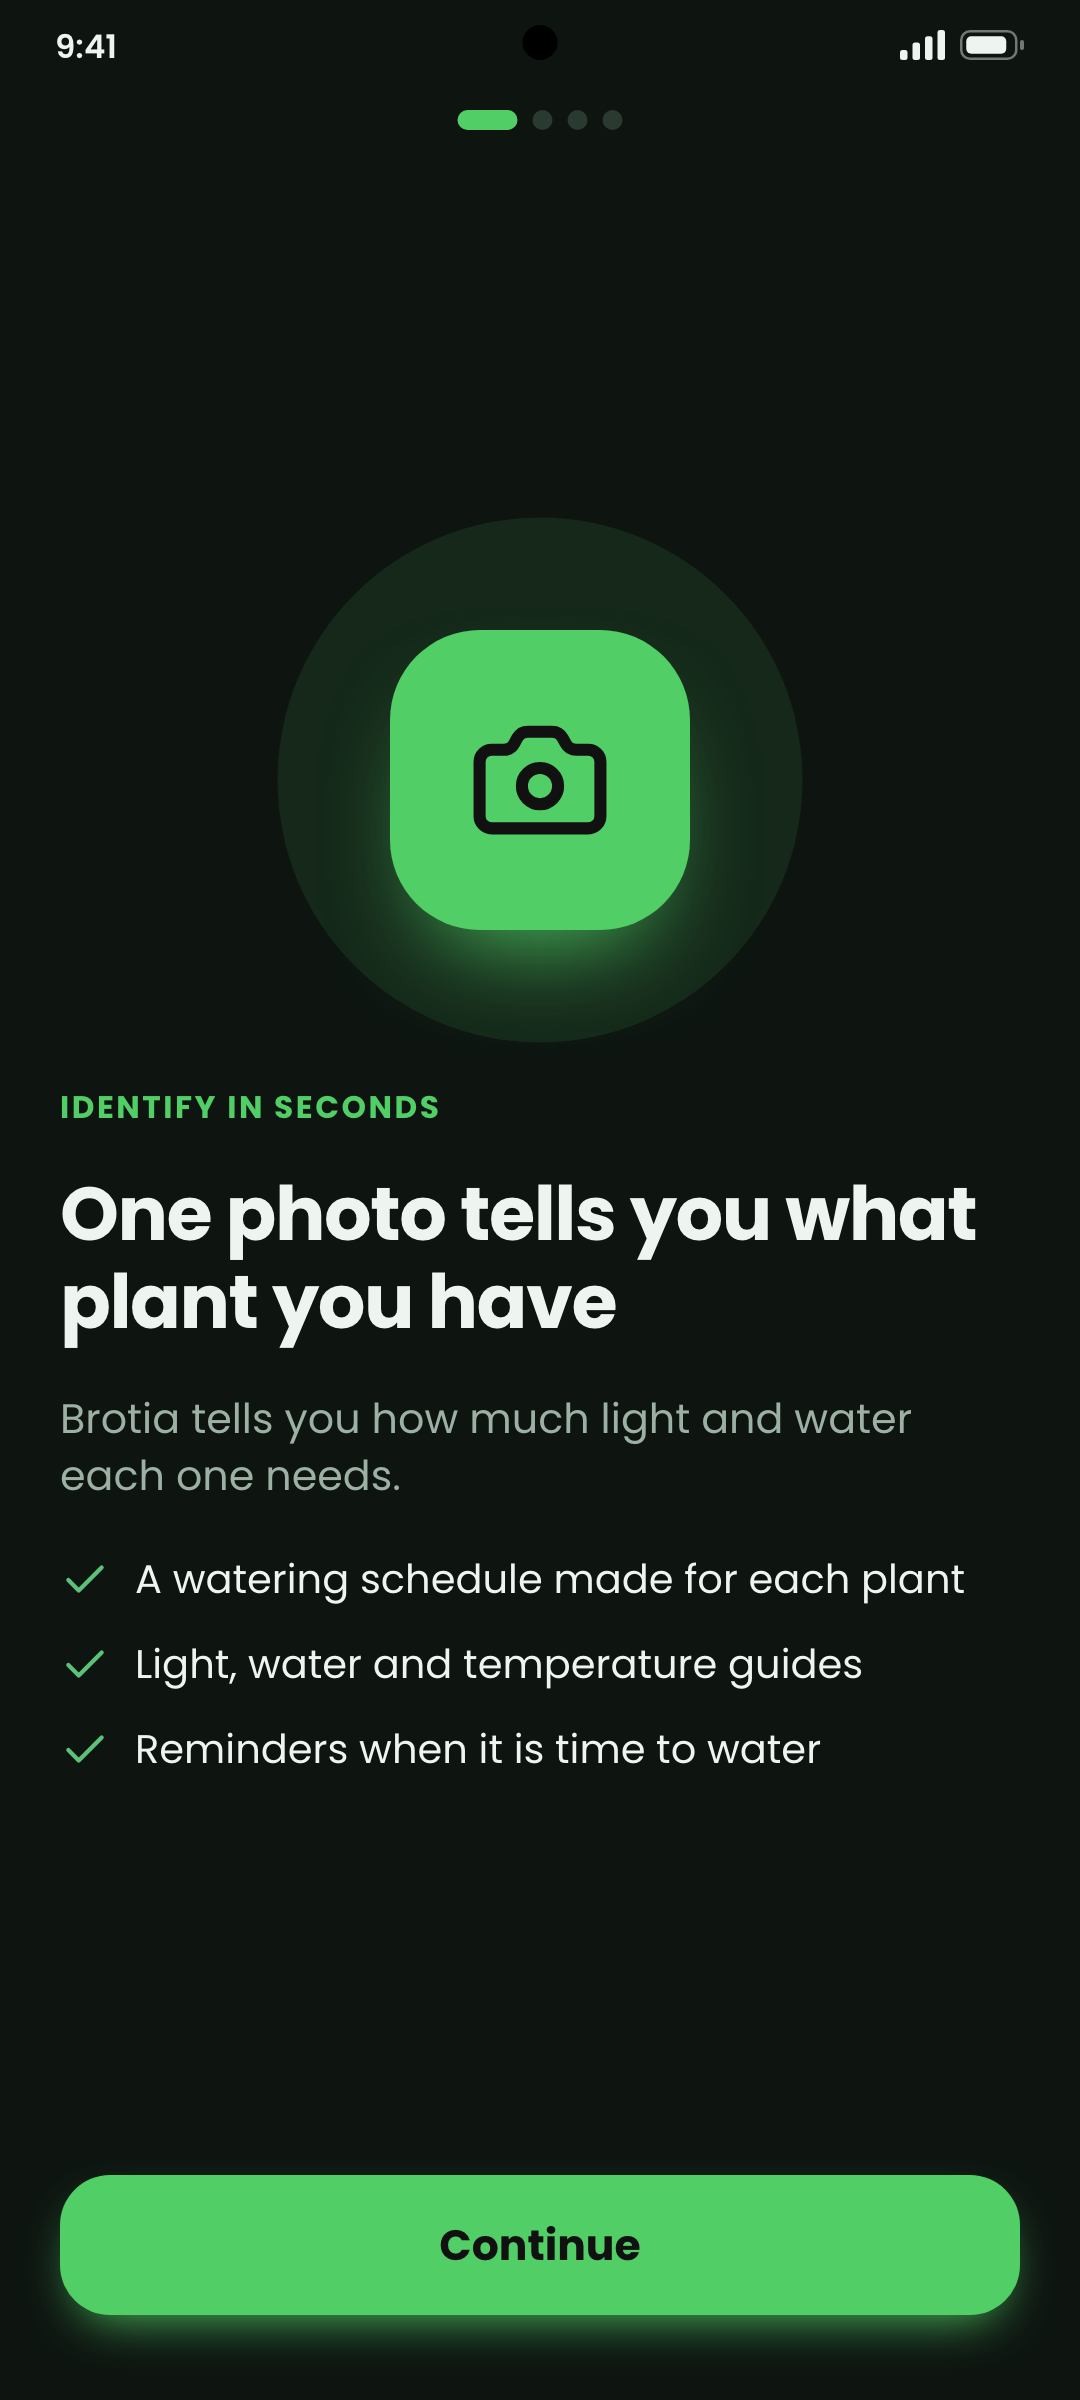 9:41
IDENTIFY IN SECONDS
One photo tells you what
plant you have
Brotia tells you how much light and water
each one needs.
A watering schedule made for each plant
Light, water and temperature guides
Reminders when it is time to water
Continue